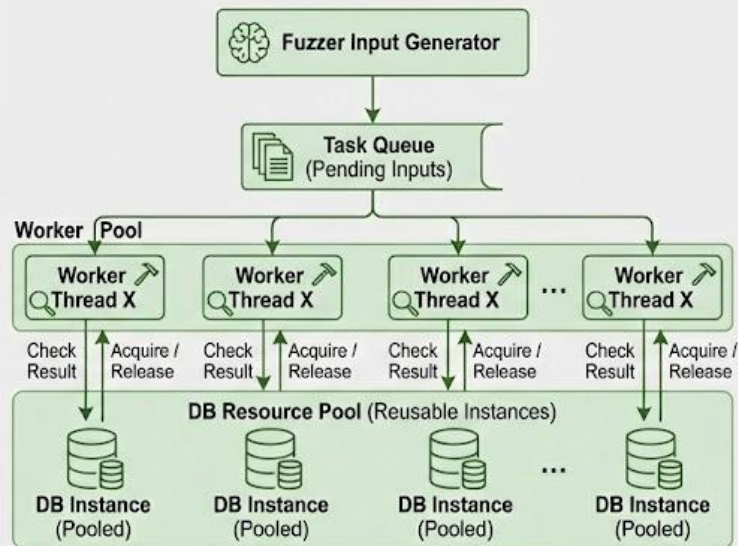 Fuzzer Input Generator
Task Queue
(Pending Inputs)
Worker Pool
Worker
Thread X
Worker
Thread X
Worker
Thread X
...
Worker
Thread X
Check
Result
Acquire /
Release
Check
Result
Acquire /
Release
Check
Result
Acquire /
Release
Check
Result
Acquire /
Release
DB Resource Pool (Reusable Instances)
DB Instance
(Pooled)
DB Instance
(Pooled)
DB Instance
(Pooled)
...
DB Instance
(Pooled)